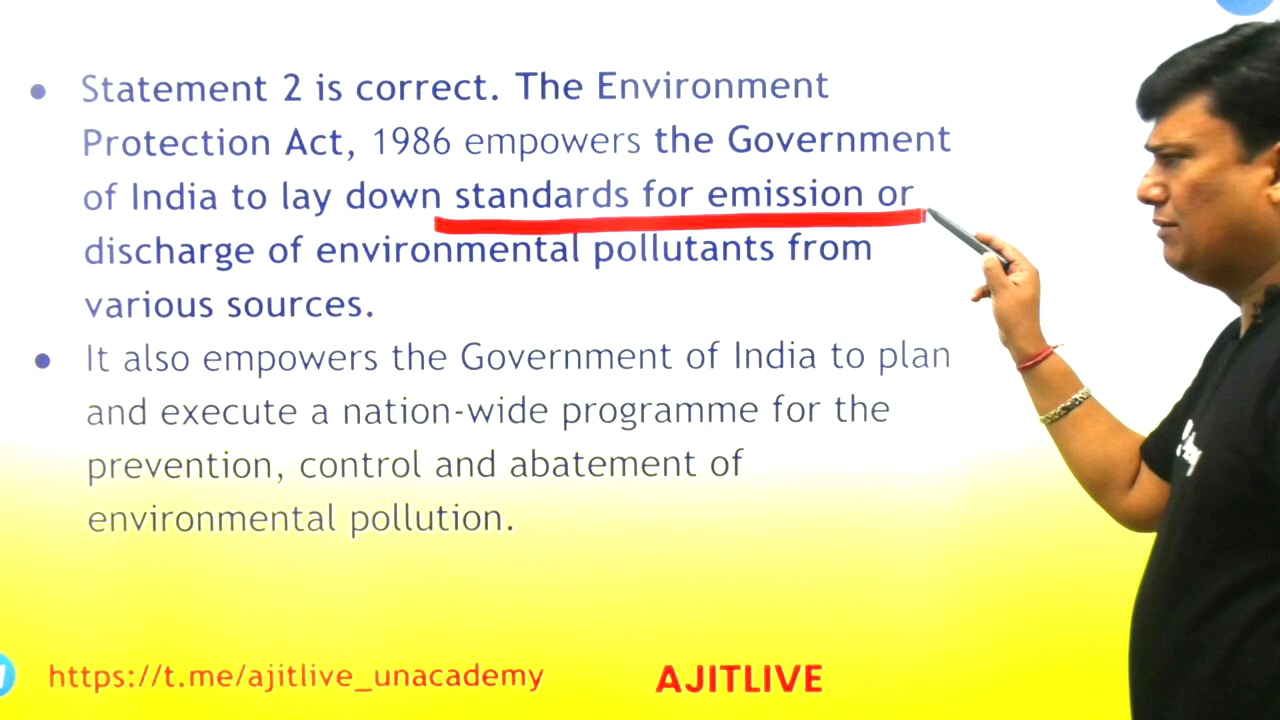 Statement 2 is correct. The Environment
Protection Act, 1986 empowers the Government
of India to lay down standards for emission or
discharge of environmental pollutants from
various sources.
It also empowers the Government of India to plan
and execute a nation-wide programme for the
prevention, control and abatement of
environmental pollution.
https://t.me/ajitlive_unacademy
AJITLIVE